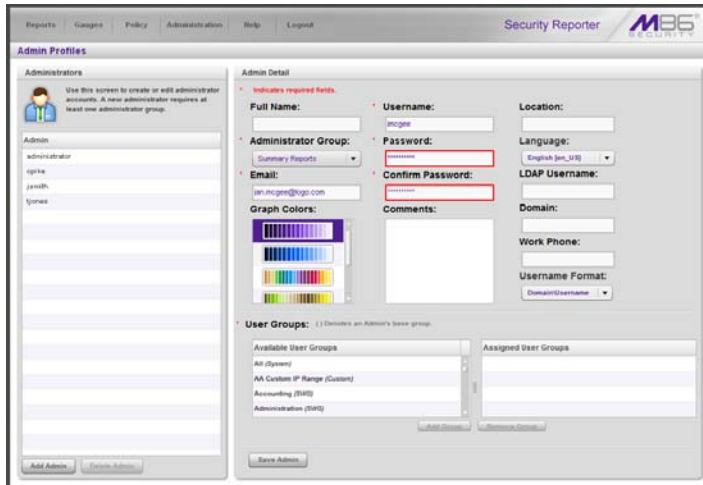 Reports Gauges Policy Administration Help Logout
Security Reporter
M86
SECURITY
Admin Profiles
Administrators
Use this screen to create or edit administrator
accounts. A new administrator requires at
least one administrator group.
Admin
administrator
cpike
jsmith
tjones
Add Admin
Delete Admin
Admin Detail
* Indicates required fields.
Full Name:
* Username:
jmcgee
Location:
* Administrator Group:
Summary Reports
* Password:
**********
Language:
English [en_US]
* Email:
jan.mcgee@logo.com
* Confirm Password:
**********
LDAP Username:
Graph Colors:
Comments:
Domain:
Work Phone:
Username Format:
Domain\Username
* User Groups: ( ) Denotes an Admin's base group.
Available User Groups
All (System)
AA Custom IP Range (Custom)
Accounting (SWG)
Administration (SWG)
Assigned User Groups
Add Group
Remove Group
Save Admin